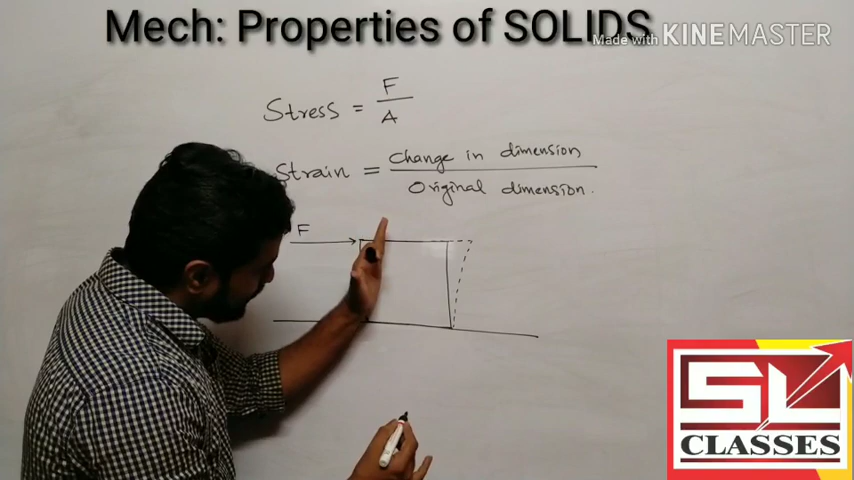 Mech: Properties of SOLIDS
Made with KINEMASTER
Stress = F / A
Strain = Change in dimension / Original dimension.
F
SL
CLASSES